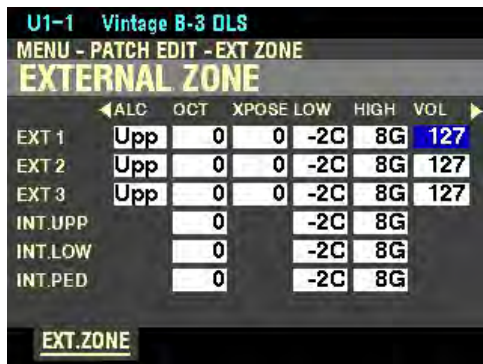 U1-1 Vintage B-3 DLS
MENU - PATCH EDIT - EXT ZONE
EXTERNAL ZONE
ALC OCT XPOSE LOW HIGH VOL
EXT 1 Upp 0 0 -2C 8G 127
EXT 2 Upp 0 0 -2C 8G 127
EXT 3 Upp 0 0 -2C 8G 127
INT.UPP 0 -2C 8G
INT.LOW 0 -2C 8G
INT.PED 0 -2C 8G
EXT.ZONE